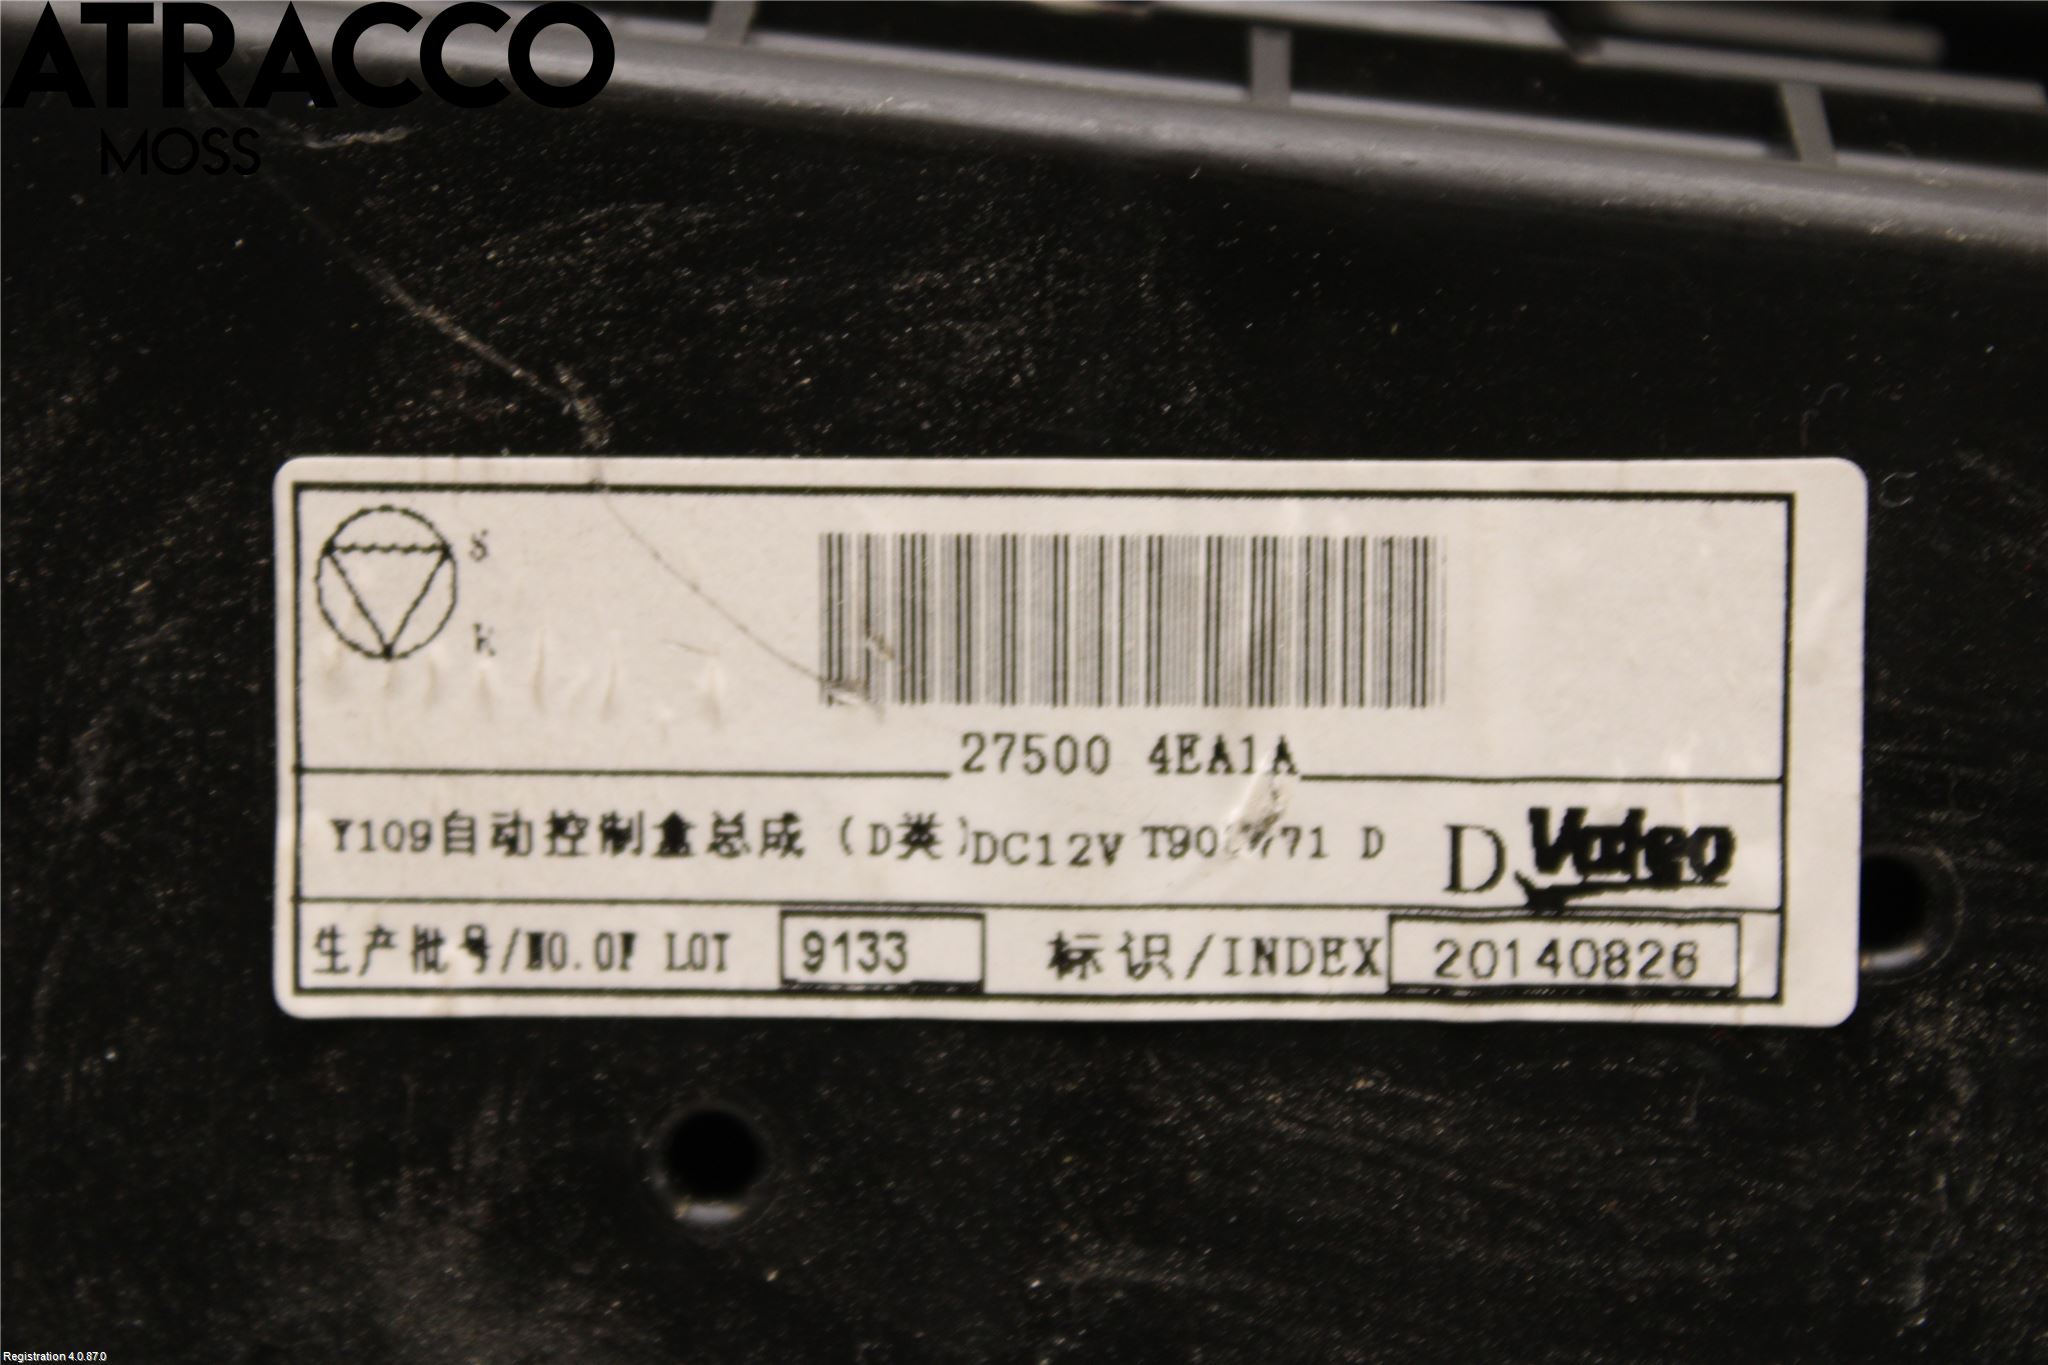 ATRACCO
MOSS
S
K
27500 4EA1A
Y109自动控制盒总成（D类）DC12V D
D Valeo
生产批号/NO.OF LOT 9133 标识/INDEX 20140826
Registration 4.0.87.0